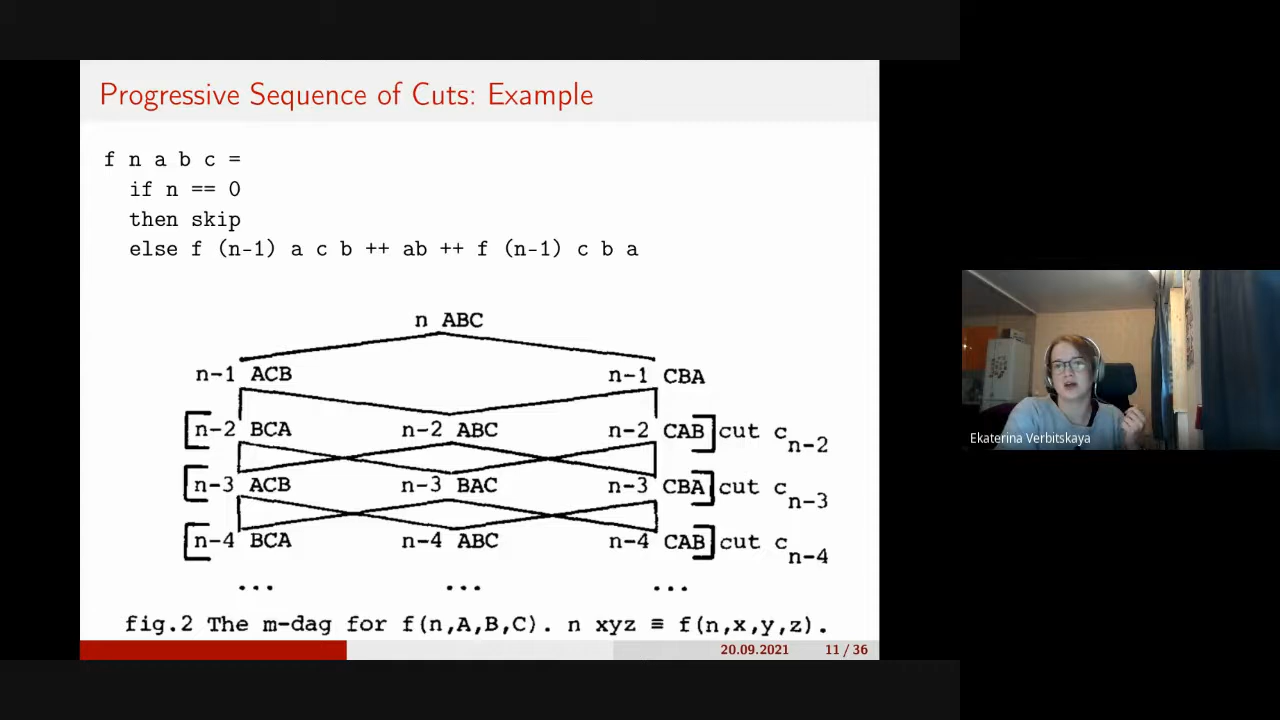 Progressive Sequence of Cuts: Example
f n a b c =
if n == 0
then skip
else f (n-1) a c b ++ ab ++ f (n-1) c b a
n ABC
n-1 ACB n-1 CBA
[n-2 BCA n-2 ABC n-2 CAB] cut c n-2
[n-3 ACB n-3 BAC n-3 CBA] cut c n-3
[n-4 BCA n-4 ABC n-4 CAB] cut c n-4
... ... ...
fig.2 The m-dag for f(n,A,B,C). n xyz ≡ f(n,x,y,z).
20.09.2021 11 / 36
Ekaterina Verbitskaya